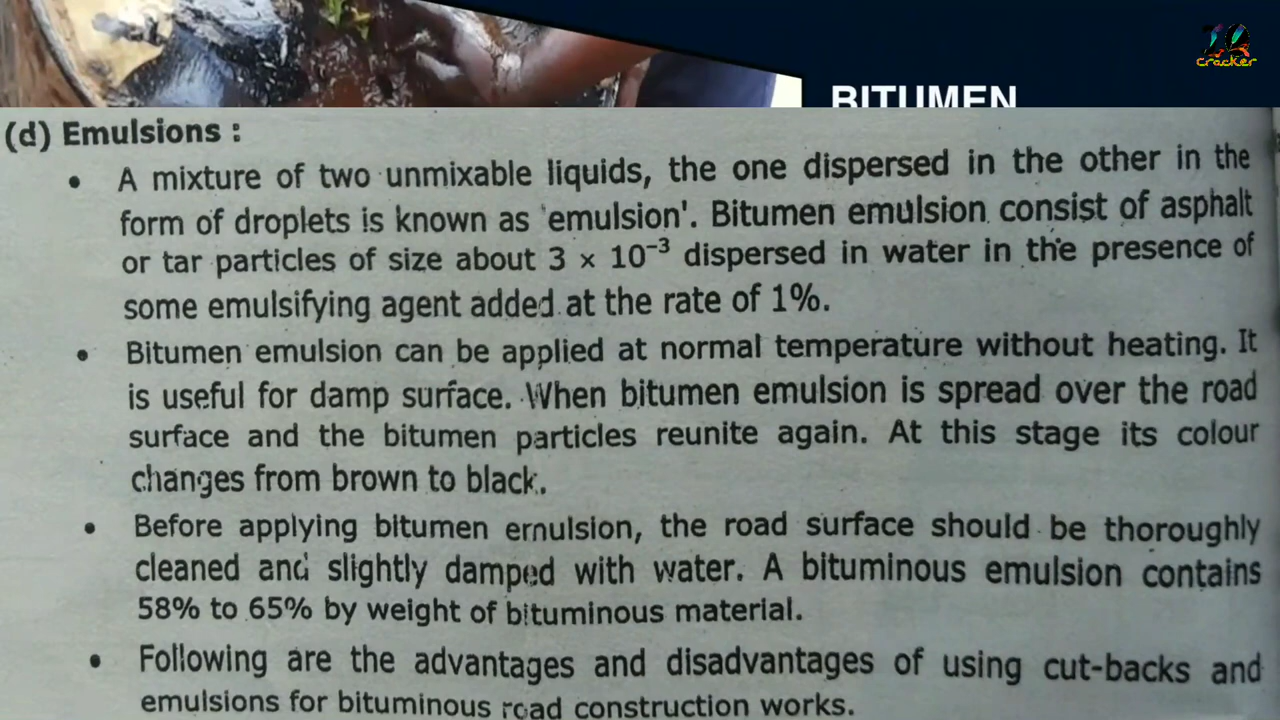 IQ
cracker
BITUMEN
(d) Emulsions :
• A mixture of two unmixable liquids, the one dispersed in the other in the
form of droplets is known as 'emulsion'. Bitumen emulsion consist of asphalt
or tar particles of size about 3 × 10⁻³ dispersed in water in the presence of
some emulsifying agent added at the rate of 1%.
• Bitumen emulsion can be applied at normal temperature without heating. It
is useful for damp surface. When bitumen emulsion is spread over the road
surface and the bitumen particles reunite again. At this stage its colour
changes from brown to black.
• Before applying bitumen emulsion, the road surface should be thoroughly
cleaned and slightly damped with water. A bituminous emulsion contains
58% to 65% by weight of bituminous material.
• Following are the advantages and disadvantages of using cut-backs and
emulsions for bituminous road construction works.